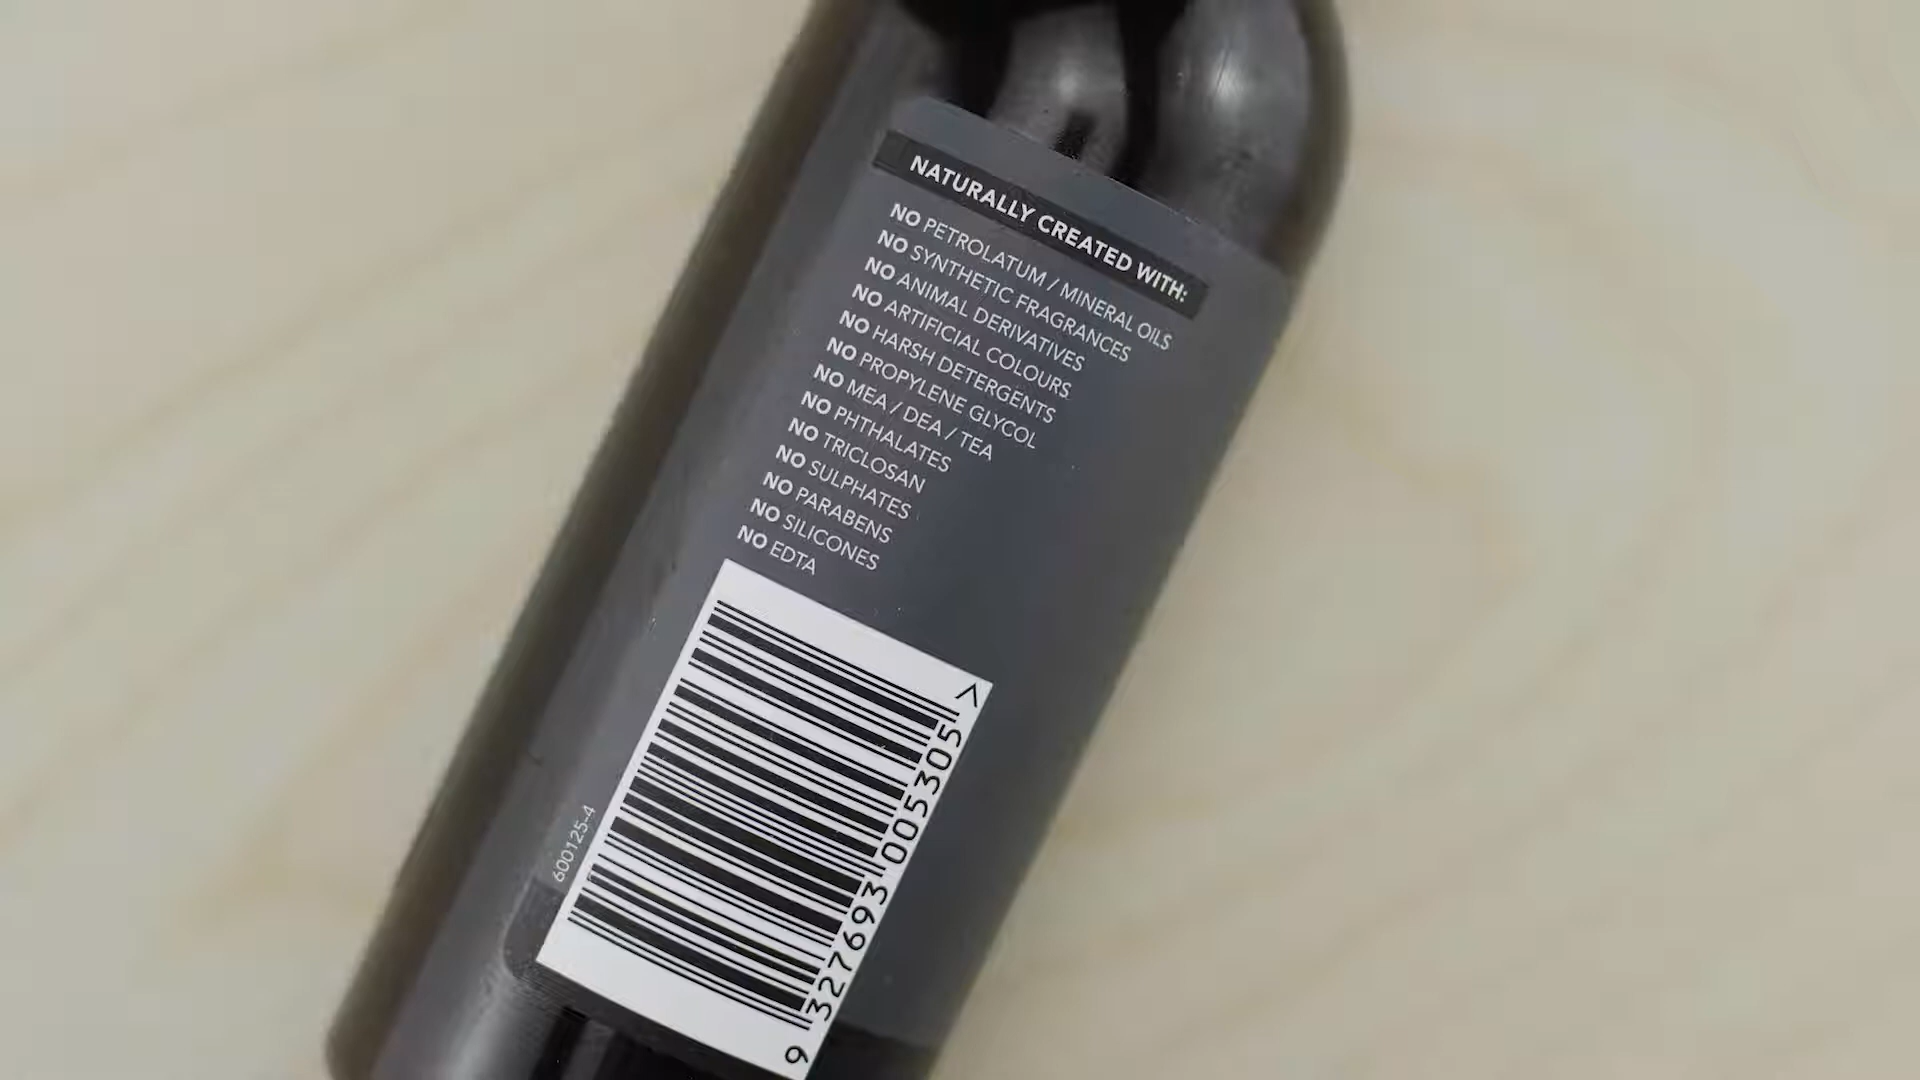 NATURALLY CREATED WITH:
NO PETROLATUM / MINERAL OILS
NO SYNTHETIC FRAGRANCES
NO ANIMAL DERIVATIVES
NO ARTIFICIAL COLOURS
NO HARSH DETERGENTS
NO PROPYLENE GLYCOL
NO MEA / DEA / TEA
NO PHTHALATES
NO TRICLOSAN
NO SULPHATES
NO PARABENS
NO SILICONES
NO EDTA
600125-4
9 327693 005305 >